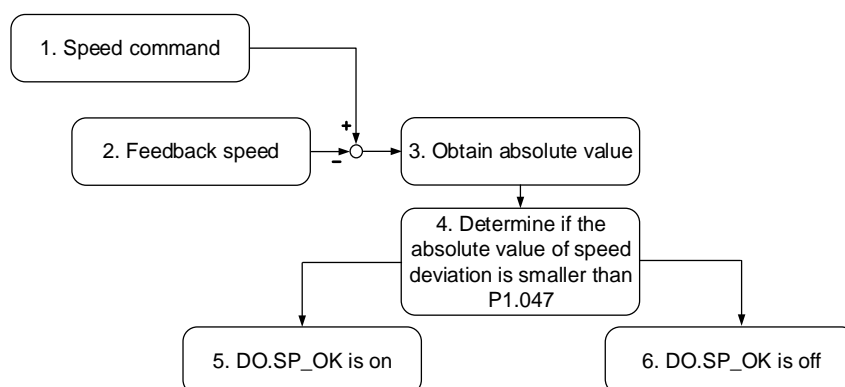 1. Speed command
+
2. Feedback speed
–
3. Obtain absolute value
4. Determine if the
absolute value of speed
deviation is smaller than
P1.047
5. DO.SP_OK is on
6. DO.SP_OK is off